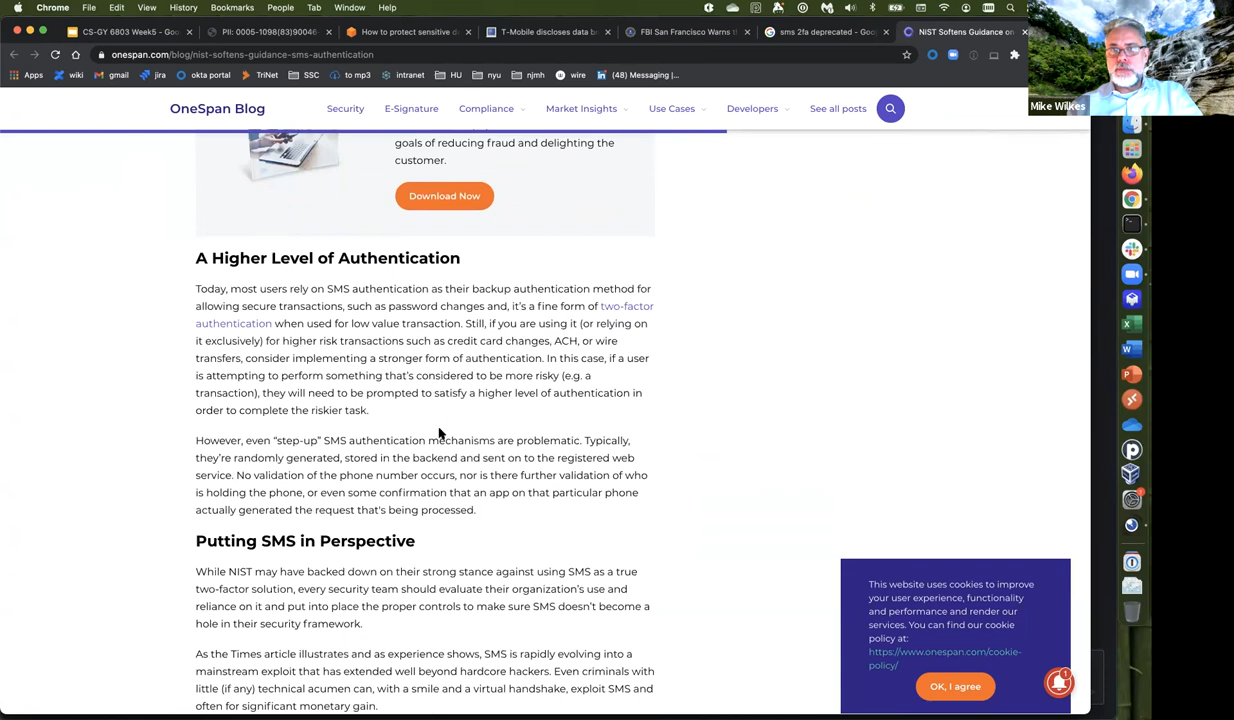 Chrome File Edit View History Bookmarks People Tab Window Help
CS-GY 6803 Week5 - Goo
PII: 0005-1098(83)90046-
How to protect sensitive d
T-Mobile discloses data br
FBI San Francisco Warns th
sms 2fa deprecated - Goog
NIST Softens Guidance on
onespan.com/blog/nist-softens-guidance-sms-authentication
Apps wiki gmail jira okta portal TriNet SSC to mp3 intranet HU nyu njmh wire (48) Messaging |...
Mike Wilkes
OneSpan Blog
Security E-Signature Compliance Market Insights Use Cases Developers See all posts
goals of reducing fraud and delighting the
customer.
Download Now
A Higher Level of Authentication
Today, most users rely on SMS authentication as their backup authentication method for
allowing secure transactions, such as password changes and, it's a fine form of two-factor
authentication when used for low value transaction. Still, if you are using it (or relying on
it exclusively) for higher risk transactions such as credit card changes, ACH, or wire
transfers, consider implementing a stronger form of authentication. In this case, if a user
is attempting to perform something that's considered to be more risky (e.g. a
transaction), they will need to be prompted to satisfy a higher level of authentication in
order to complete the riskier task.
However, even “step-up” SMS authentication mechanisms are problematic. Typically,
they're randomly generated, stored in the backend and sent on to the registered web
service. No validation of the phone number occurs, nor is there further validation of who
is holding the phone, or even some confirmation that an app on that particular phone
actually generated the request that's being processed.
Putting SMS in Perspective
While NIST may have backed down on their strong stance against using SMS as a true
two-factor solution, every security team should evaluate their organization's use and
reliance on it and put into place the proper controls to make sure SMS doesn't become a
hole in their security framework.
As the Times article illustrates and as experience shows, SMS is rapidly evolving into a
mainstream exploit that has extended well beyond hardcore hackers. Even criminals with
little (if any) technical acumen can, with a smile and a virtual handshake, exploit SMS and
often for significant monetary gain.
This website uses cookies to improve
your user experience, functionality
and performance and render our
services. You can find our cookie
policy at:
https://www.onespan.com/cookie-
policy/
OK, I agree